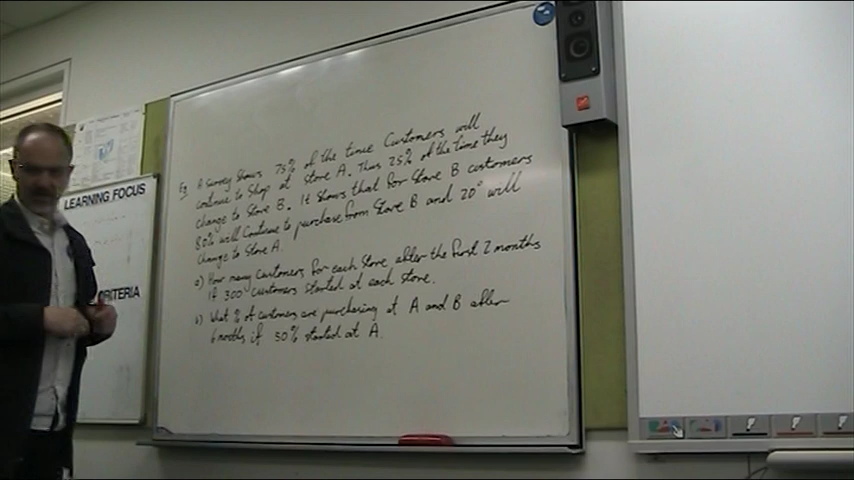 LEARNING FOCUS
RITERIA
Eg A survey shows 75% of the time Customers will
continue to shop at store A. Thus 25% of the time they
change to Store B. It shows that for Store B customers
80% will Continue to purchase from Store B and 20% will
change to Store A.
a) How many Customers for each Store after the first 2 months
if 300 customers started at each store.
b) What % of customers are purchasing at A and B after
6 months if 50% started at A.